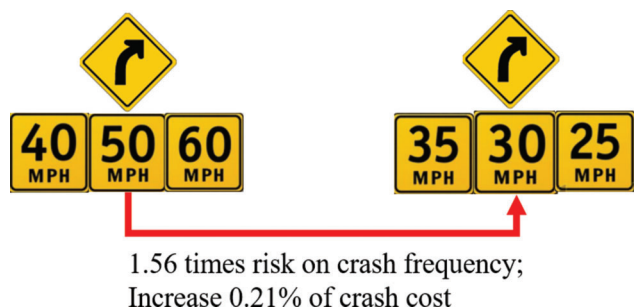 40 MPH 50 MPH 60 MPH
35 MPH 30 MPH 25 MPH
1.56 times risk on crash frequency;
Increase 0.21% of crash cost